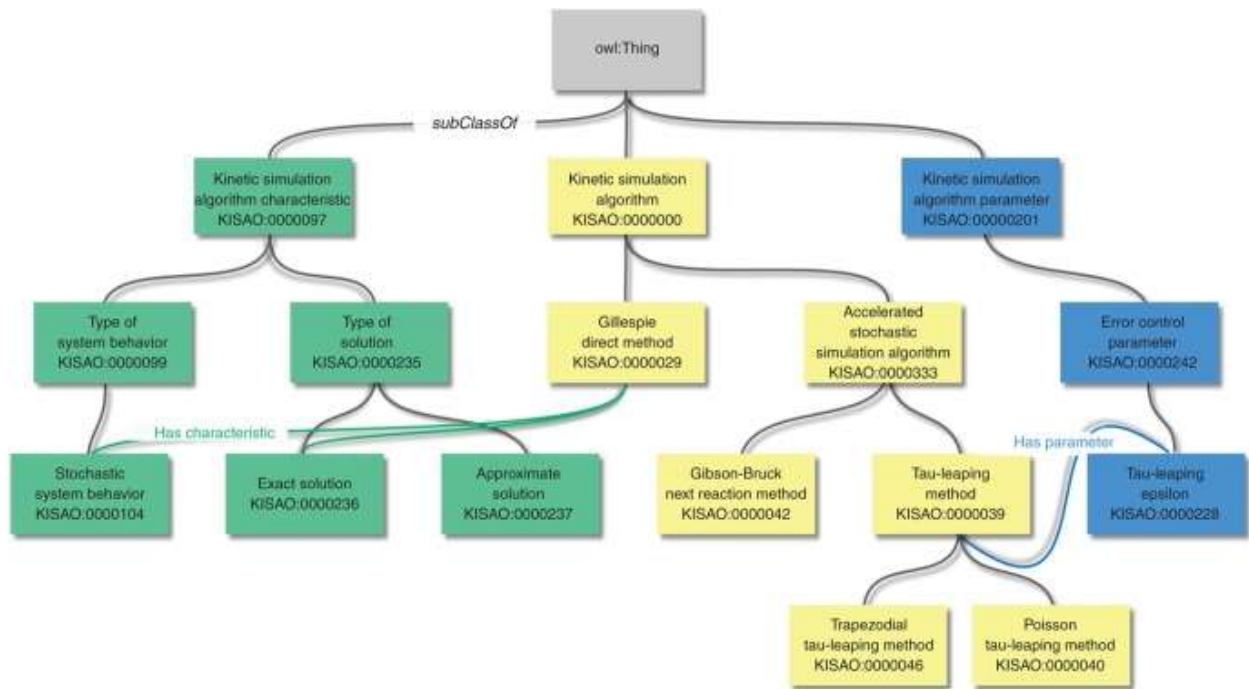 owl:Thing
subClassOf
Kinetic simulation
algorithm characteristic
KISAO:0000097
Kinetic simulation
algorithm
KISAO:0000000
Kinetic simulation
algorithm parameter
KISAO:00000201
Type of
system behavior
KISAO:0000099
Type of
solution
KISAO:0000235
Gillespie
direct method
KISAO:0000029
Accelerated
stochastic
simulation algorithm
KISAO:0000333
Error control
parameter
KISAO:0000242
Has characteristic
Has parameter
Stochastic
system behavior
KISAO:0000104
Exact solution
KISAO:0000236
Approximate
solution
KISAO:0000237
Gibson-Bruck
next reaction method
KISAO:0000042
Tau-leaping
method
KISAO:0000039
Tau-leaping
epsilon
KISAO:0000228
Trapezodial
tau-leaping method
KISAO:0000046
Poisson
tau-leaping method
KISAO:0000040